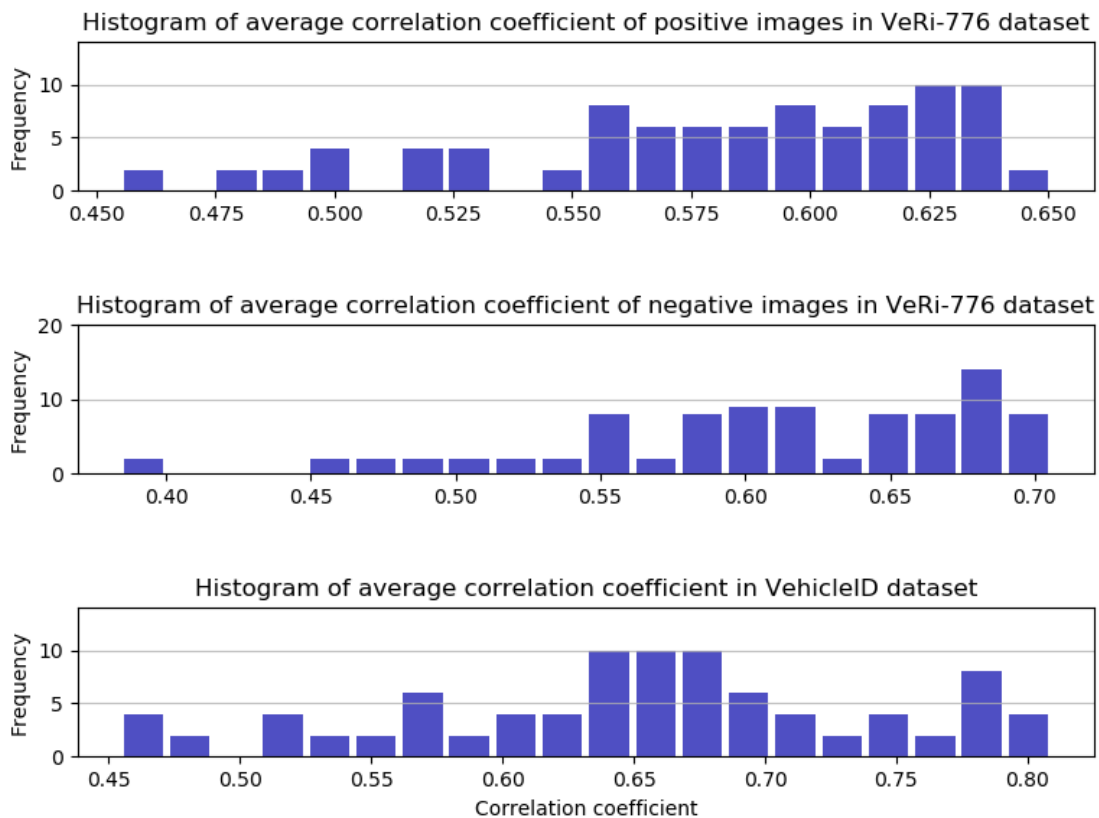 Histogram of average correlation coefficient of positive images in VeRi-776 dataset
Frequency
10
5
0
0.450 0.475 0.500 0.525 0.550 0.575 0.600 0.625 0.650
Histogram of average correlation coefficient of negative images in VeRi-776 dataset
Frequency
20
10
0
0.40 0.45 0.50 0.55 0.60 0.65 0.70
Histogram of average correlation coefficient in VehicleID dataset
Frequency
10
5
0
0.45 0.50 0.55 0.60 0.65 0.70 0.75 0.80
Correlation coefficient